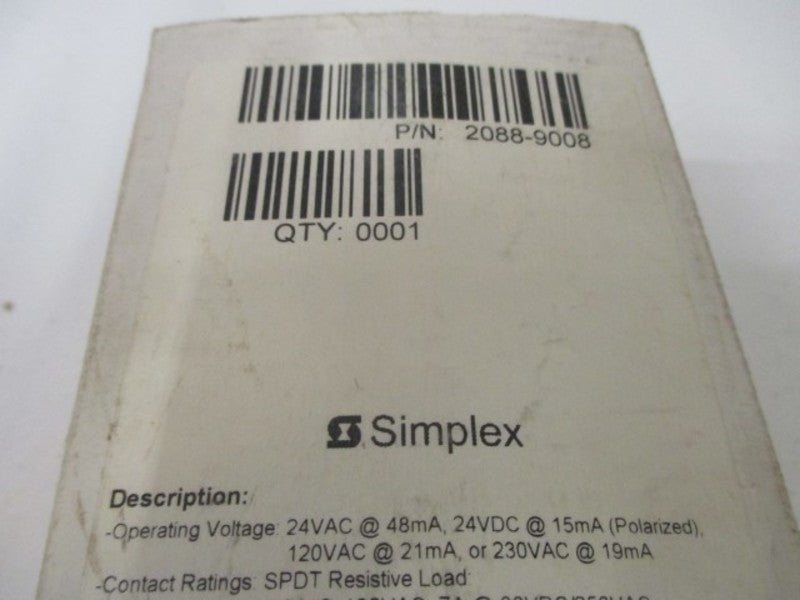 P/N: 2088-9008
QTY: 0001
Simplex
Description:
-Operating Voltage: 24VAC @ 48mA, 24VDC @ 15mA (Polarized),
120VAC @ 21mA, or 230VAC @ 19mA
-Contact Ratings: SPDT Resistive Load: